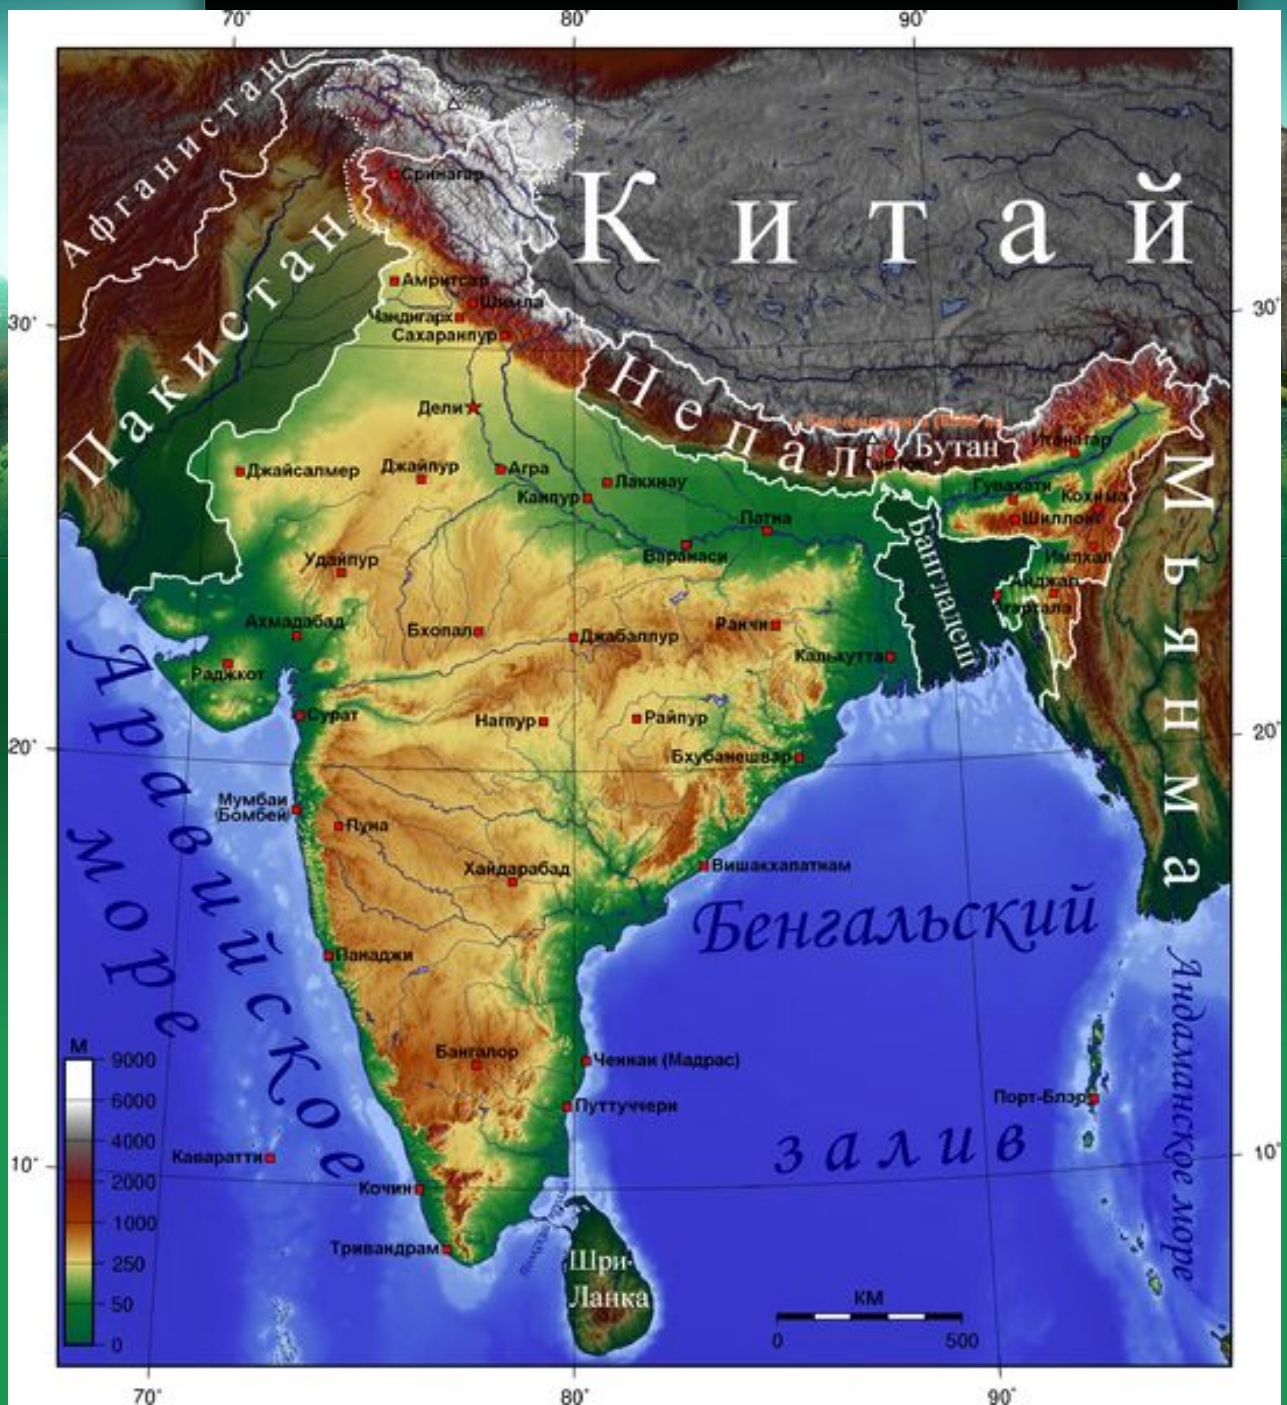 70° 80° 90°
Афганистан
Китай
Сринагар
Пакистан
Амритсар
Шимла
Чандигарх
Сахаранпур
30° 30°
Непал
Дели
Бутан
Итанагар
Мьянма
Джайсалмер
Джайпур
Агра
Лакхнау
Канпур
Гувахати
Кохима
Шиллонг
Патна
Варанаси
Бангладеш
Импхал
Удайпур
Айджал
Агартала
Ахмадабад
Бхопал
Джабалпур
Ранчи
Калькутта
Раджкот
Сурат
Нагпур
Райпур
20° 20°
Бхубанешвар
Мумбаи
(Бомбей)
Пуна
Хайдарабад
Вишакхапатнам
Аравийское
море
Бенгальский
залив
Панаджи
Андаманское море
Бангалор
Ченнаи (Мадрас)
Путтуччери
Порт-Блэр
М
9000
6000
4000
2000
1000
250
50
0
Каваратти
10° 10°
Кочин
Тривандрам
Шри-
Ланка
КМ
0 500
70° 80° 90°